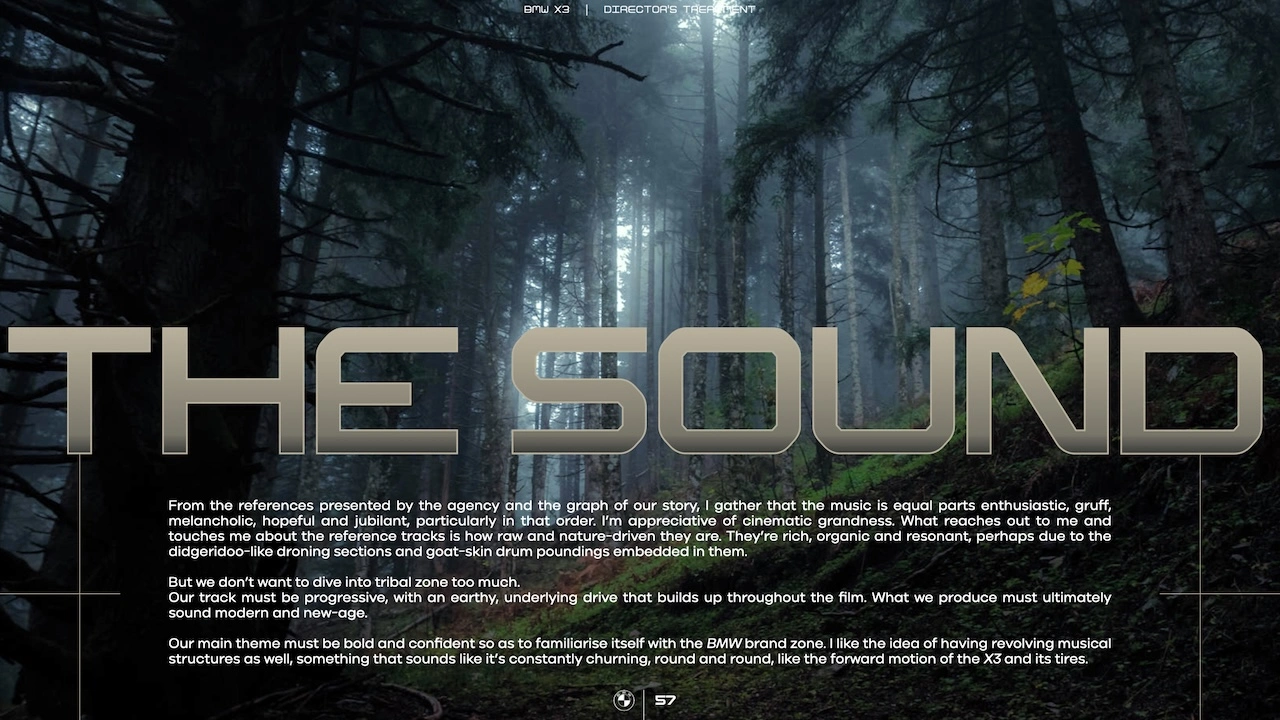 BMW X3 | DIRECTOR'S TREATMENT
THE SOUND
From the references presented by the agency and the graph of our story, I gather that the music is equal parts enthusiastic, gruff,
melancholic, hopeful and jubilant, particularly in that order. I'm appreciative of cinematic grandness. What reaches out to me and
touches me about the reference tracks is how raw and nature-driven they are. They're rich, organic and resonant, perhaps due to the
didgeridoo-like droning sections and goat-skin drum poundings embedded in them.
But we don't want to dive into tribal zone too much.
Our track must be progressive, with an earthy, underlying drive that builds up throughout the film. What we produce must ultimately
sound modern and new-age.
Our main theme must be bold and confident so as to familiarise itself with the BMW brand zone. I like the idea of having revolving musical
structures as well, something that sounds like it's constantly churning, round and round, like the forward motion of the X3 and its tires.
57